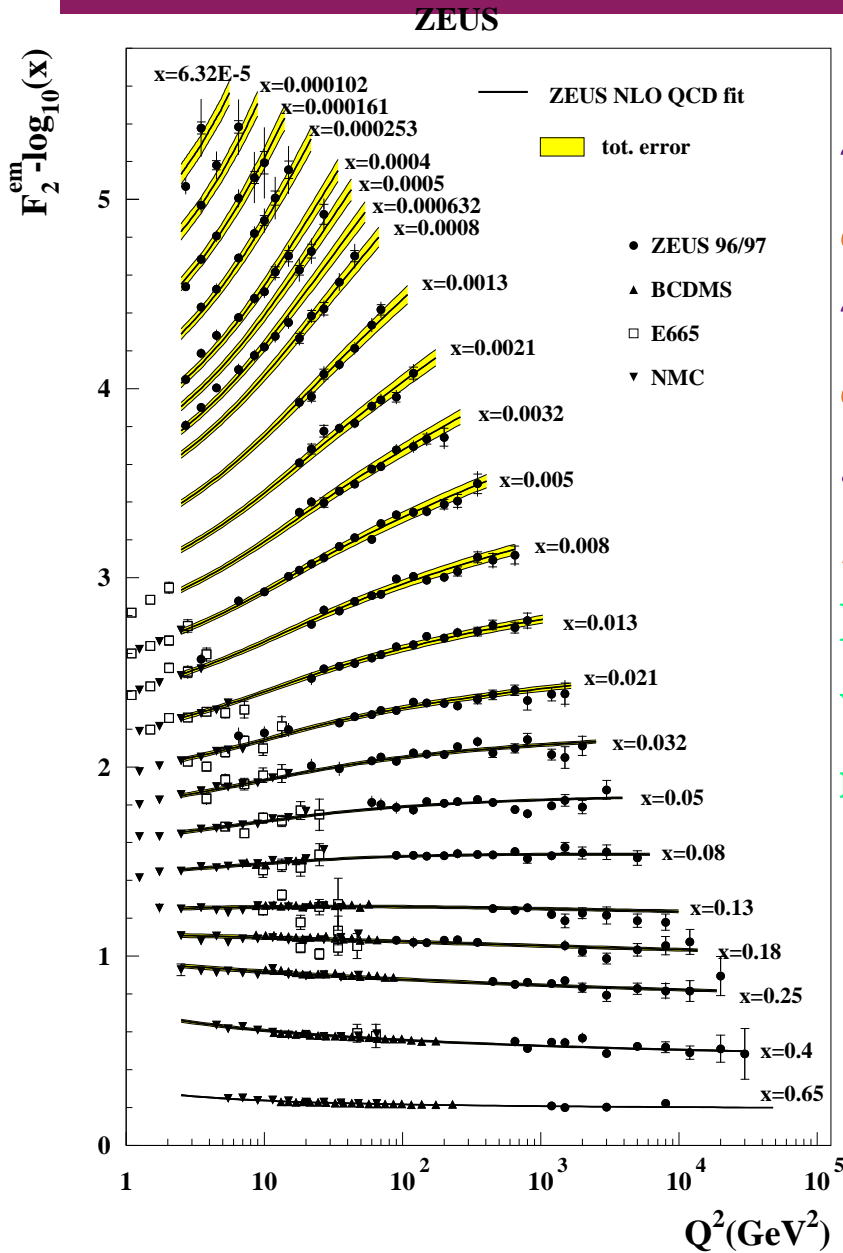 ZEUS
F2em-log10(x)
x=6.32E-5
x=0.000102
x=0.000161
x=0.000253
x=0.0004
x=0.0005
x=0.000632
x=0.0008
x=0.0013
x=0.0021
x=0.0032
x=0.005
x=0.008
x=0.013
x=0.021
x=0.032
x=0.05
x=0.08
x=0.13
x=0.18
x=0.25
x=0.4
x=0.65
ZEUS NLO QCD fit
tot. error
ZEUS 96/97
BCDMS
E665
NMC
5
4
3
2
1
0
1 10 10^2 10^3 10^4 10^5
Q^2(GeV^2)